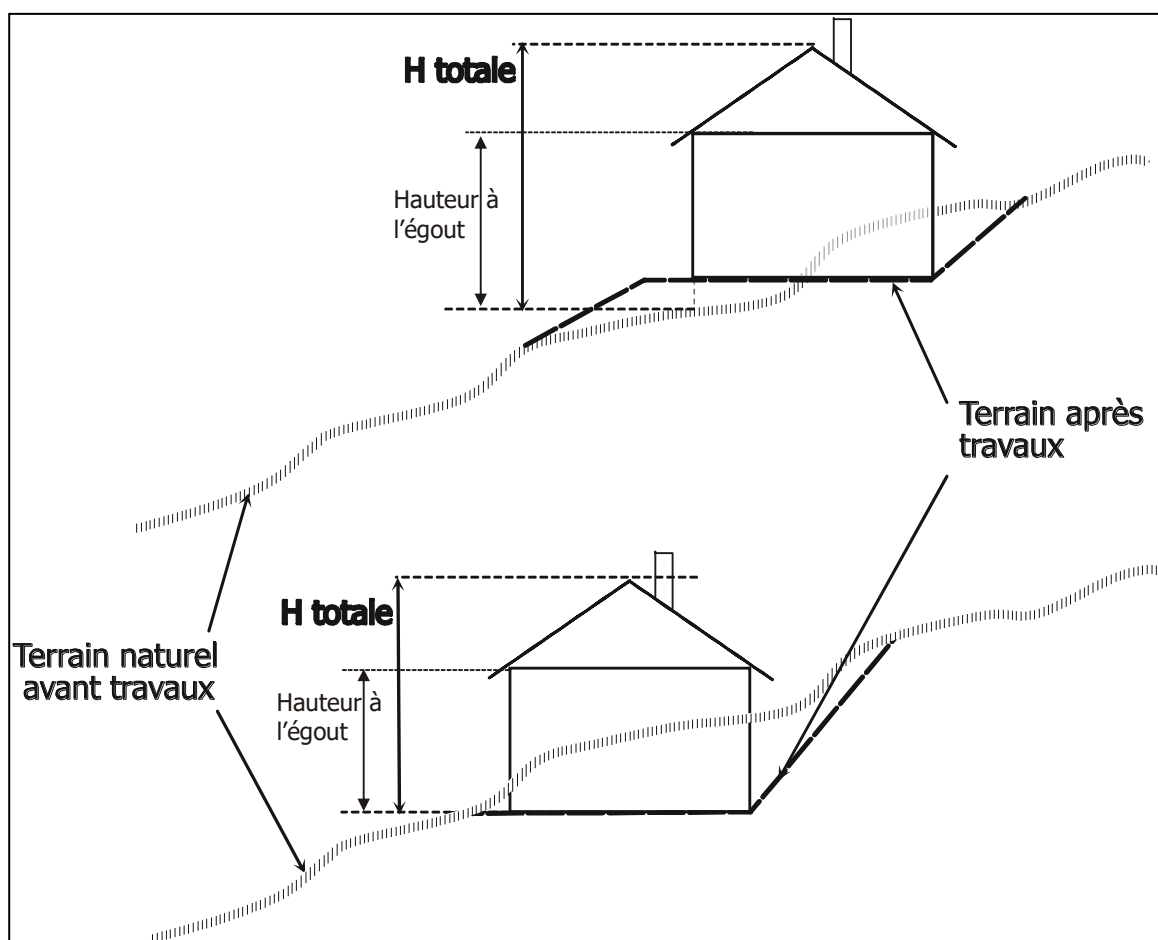 H totale
Hauteur à
l'égout
Terrain après
travaux
H totale
Terrain naturel
avant travaux
Hauteur à
l'égout